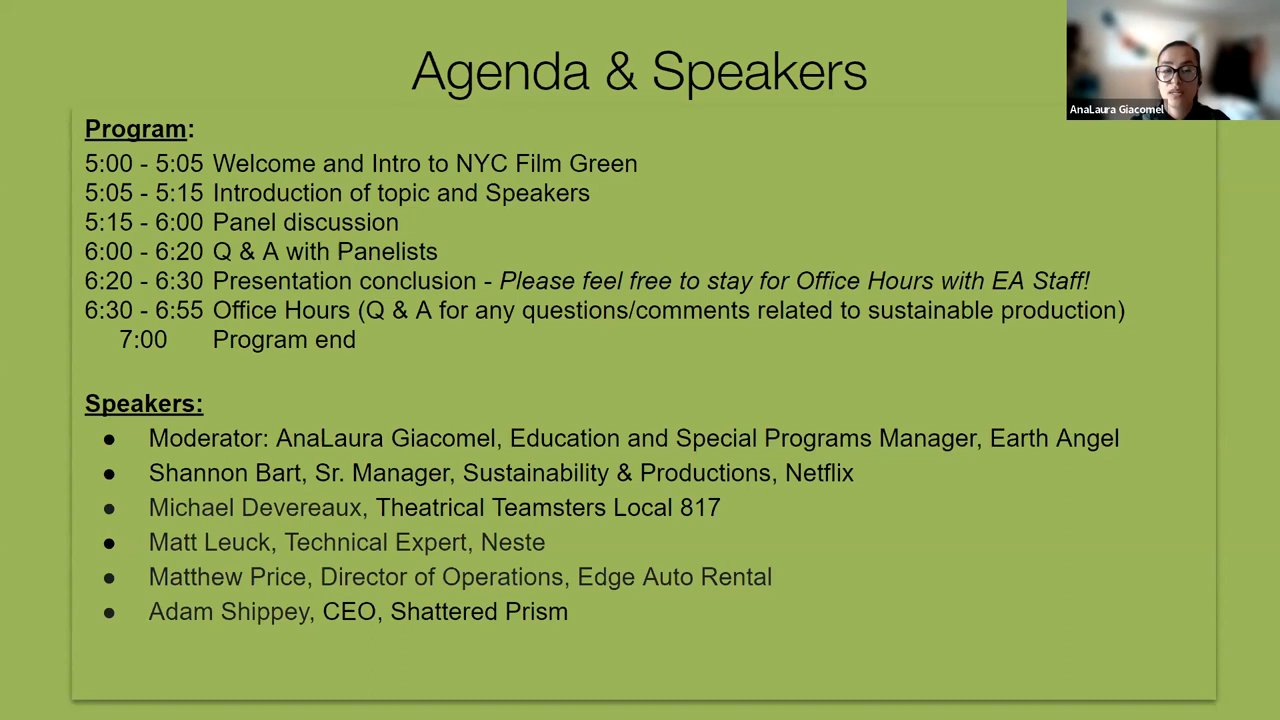 Agenda & Speakers
AnaLaura Giacomel
Program:
5:00 - 5:05 Welcome and Intro to NYC Film Green
5:05 - 5:15 Introduction of topic and Speakers
5:15 - 6:00 Panel discussion
6:00 - 6:20 Q & A with Panelists
6:20 - 6:30 Presentation conclusion - Please feel free to stay for Office Hours with EA Staff!
6:30 - 6:55 Office Hours (Q & A for any questions/comments related to sustainable production)
7:00 Program end
Speakers:
● Moderator: AnaLaura Giacomel, Education and Special Programs Manager, Earth Angel
● Shannon Bart, Sr. Manager, Sustainability & Productions, Netflix
● Michael Devereaux, Theatrical Teamsters Local 817
● Matt Leuck, Technical Expert, Neste
● Matthew Price, Director of Operations, Edge Auto Rental
● Adam Shippey, CEO, Shattered Prism